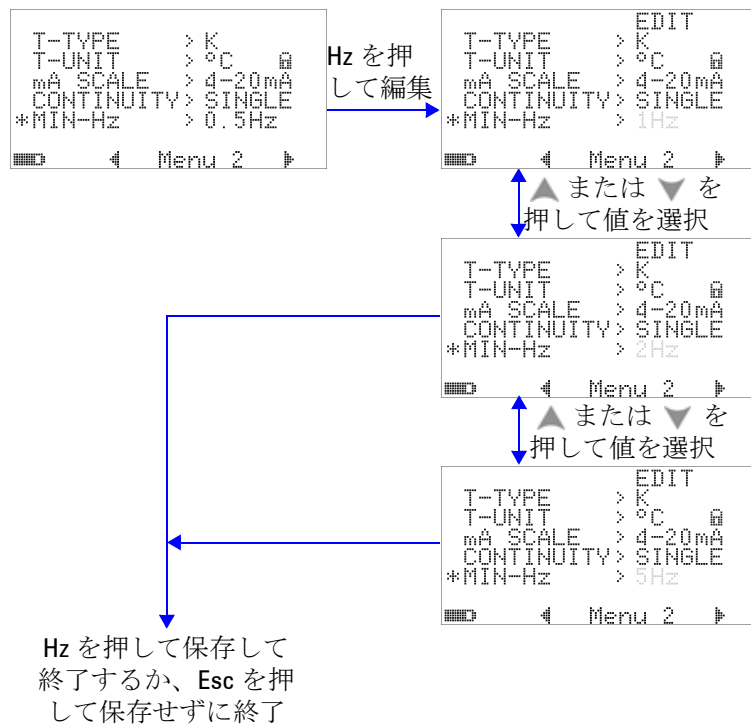 T-TYPE > K
T-UNIT > °C
mA SCALE > 4-20mA
CONTINUITY> SINGLE
*MIN-Hz > 0.5Hz
Menu 2
Hz を押
して編集
EDIT
T-TYPE > K
T-UNIT > °C
mA SCALE > 4-20mA
CONTINUITY> SINGLE
*MIN-Hz > 1Hz
Menu 2
▲ または ▼ を
押して値を選択
EDIT
T-TYPE > K
T-UNIT > °C
mA SCALE > 4-20mA
CONTINUITY> SINGLE
*MIN-Hz > 2Hz
Menu 2
▲ または ▼ を
押して値を選択
EDIT
T-TYPE > K
T-UNIT > °C
mA SCALE > 4-20mA
CONTINUITY> SINGLE
*MIN-Hz > 5Hz
Menu 2
Hz を押して保存して
終了するか、Esc を押
して保存せずに終了